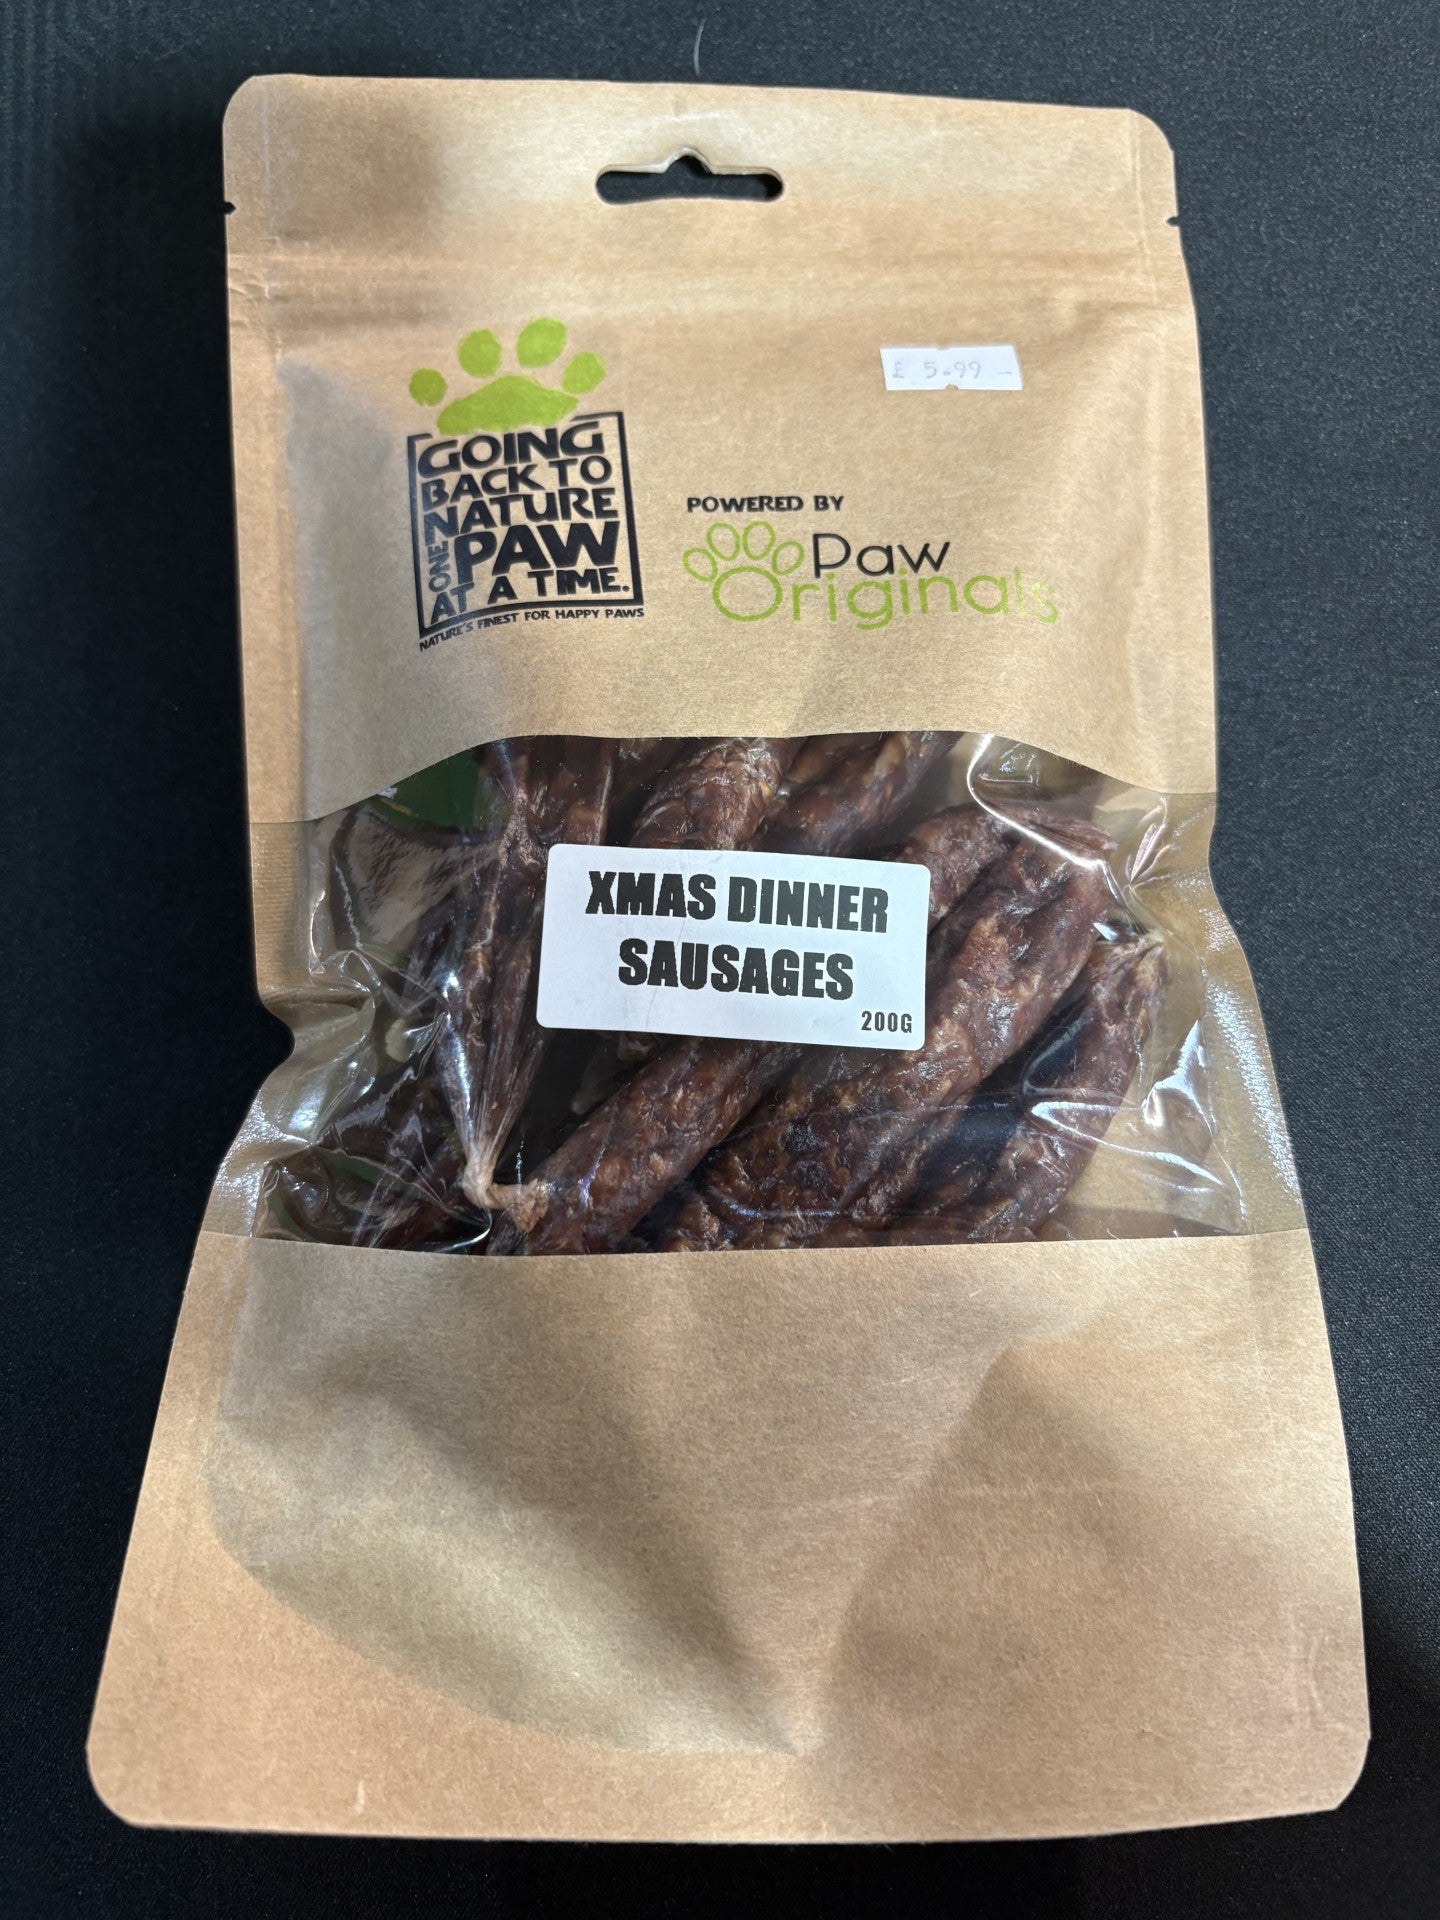 £ 5.99
GOING
BACK TO
NATURE
ONE PAW
AT A TIME.
NATURE'S FINEST FOR HAPPY PAWS
POWERED BY
Paw
Originals
XMAS DINNER
SAUSAGES
200G